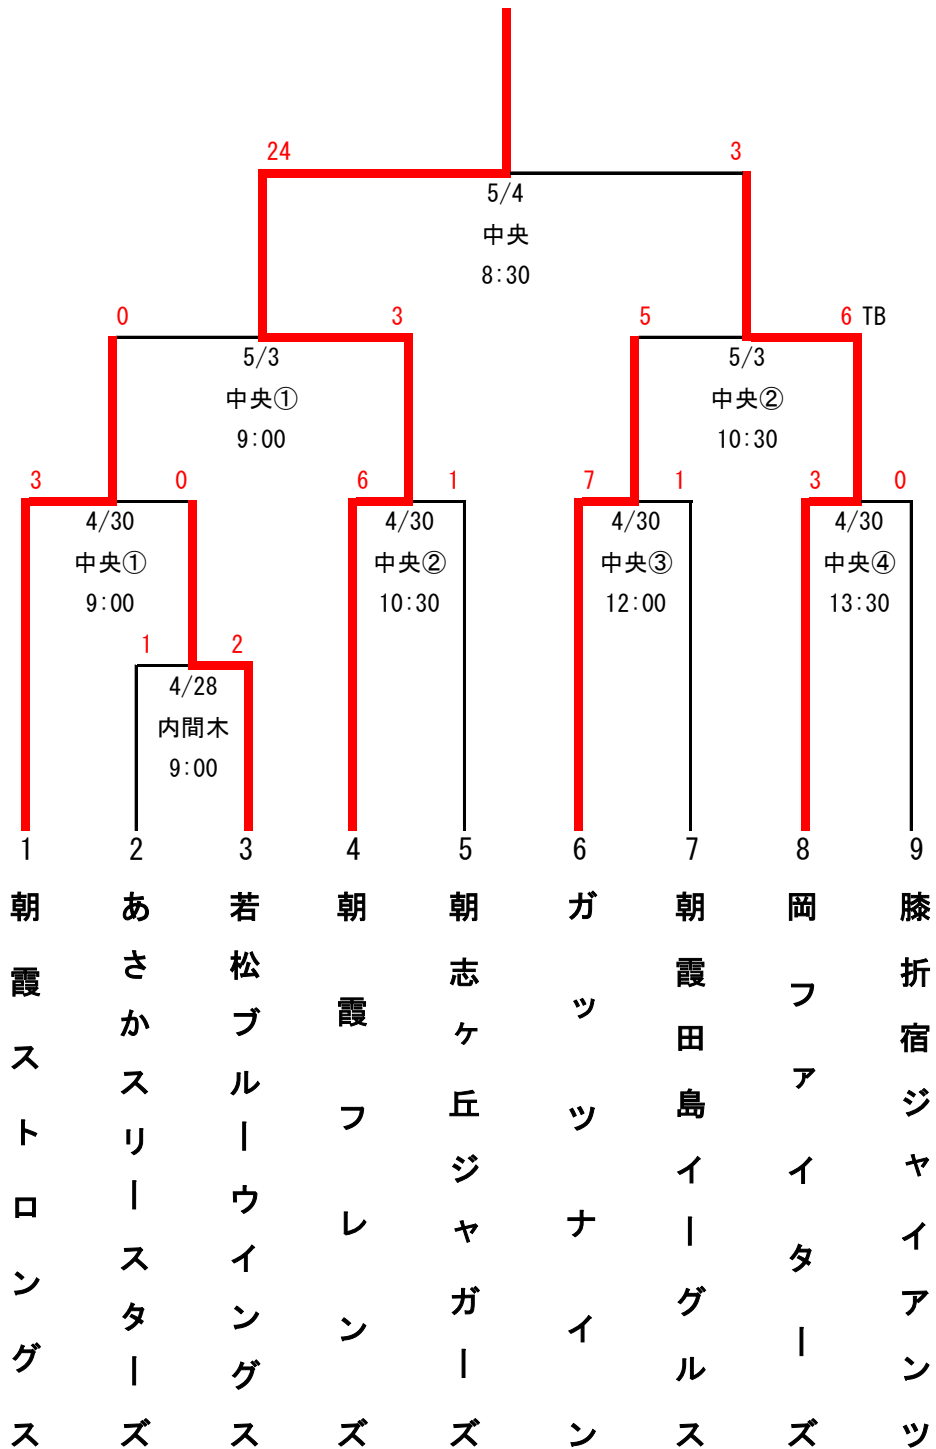 24 3
5/4
中央
8:30
0 3 5 6 TB
5/3 5/3
中央① 中央②
9:00 10:30
3 0 6 1 7 1 3 0
4/30 4/30 4/30 4/30
中央① 中央② 中央③ 中央④
9:00 10:30 12:00 13:30
1 2
4/28
内間木
9:00
1 2 3 4 5 6 7 8 9
朝霞ストロングス
あさかスリースターズ
若松ブルーウイングス
朝霞フレンズ
朝志ヶ丘ジャガーズ
ガッツナイン
朝霞田島イーグルス
岡ファイターズ
膝折宿ジャイアンツ